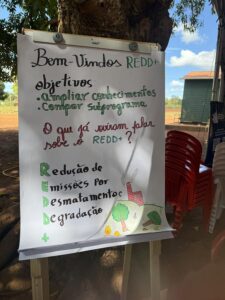 Bem-Vindos REDD+
objetivos
• Ampliar conhecimentos
• Compor Subprograma
O que já ouviram falar
sobre o REDD+?
Redução de
Emissões por
Desmatamento e
Degradação
+